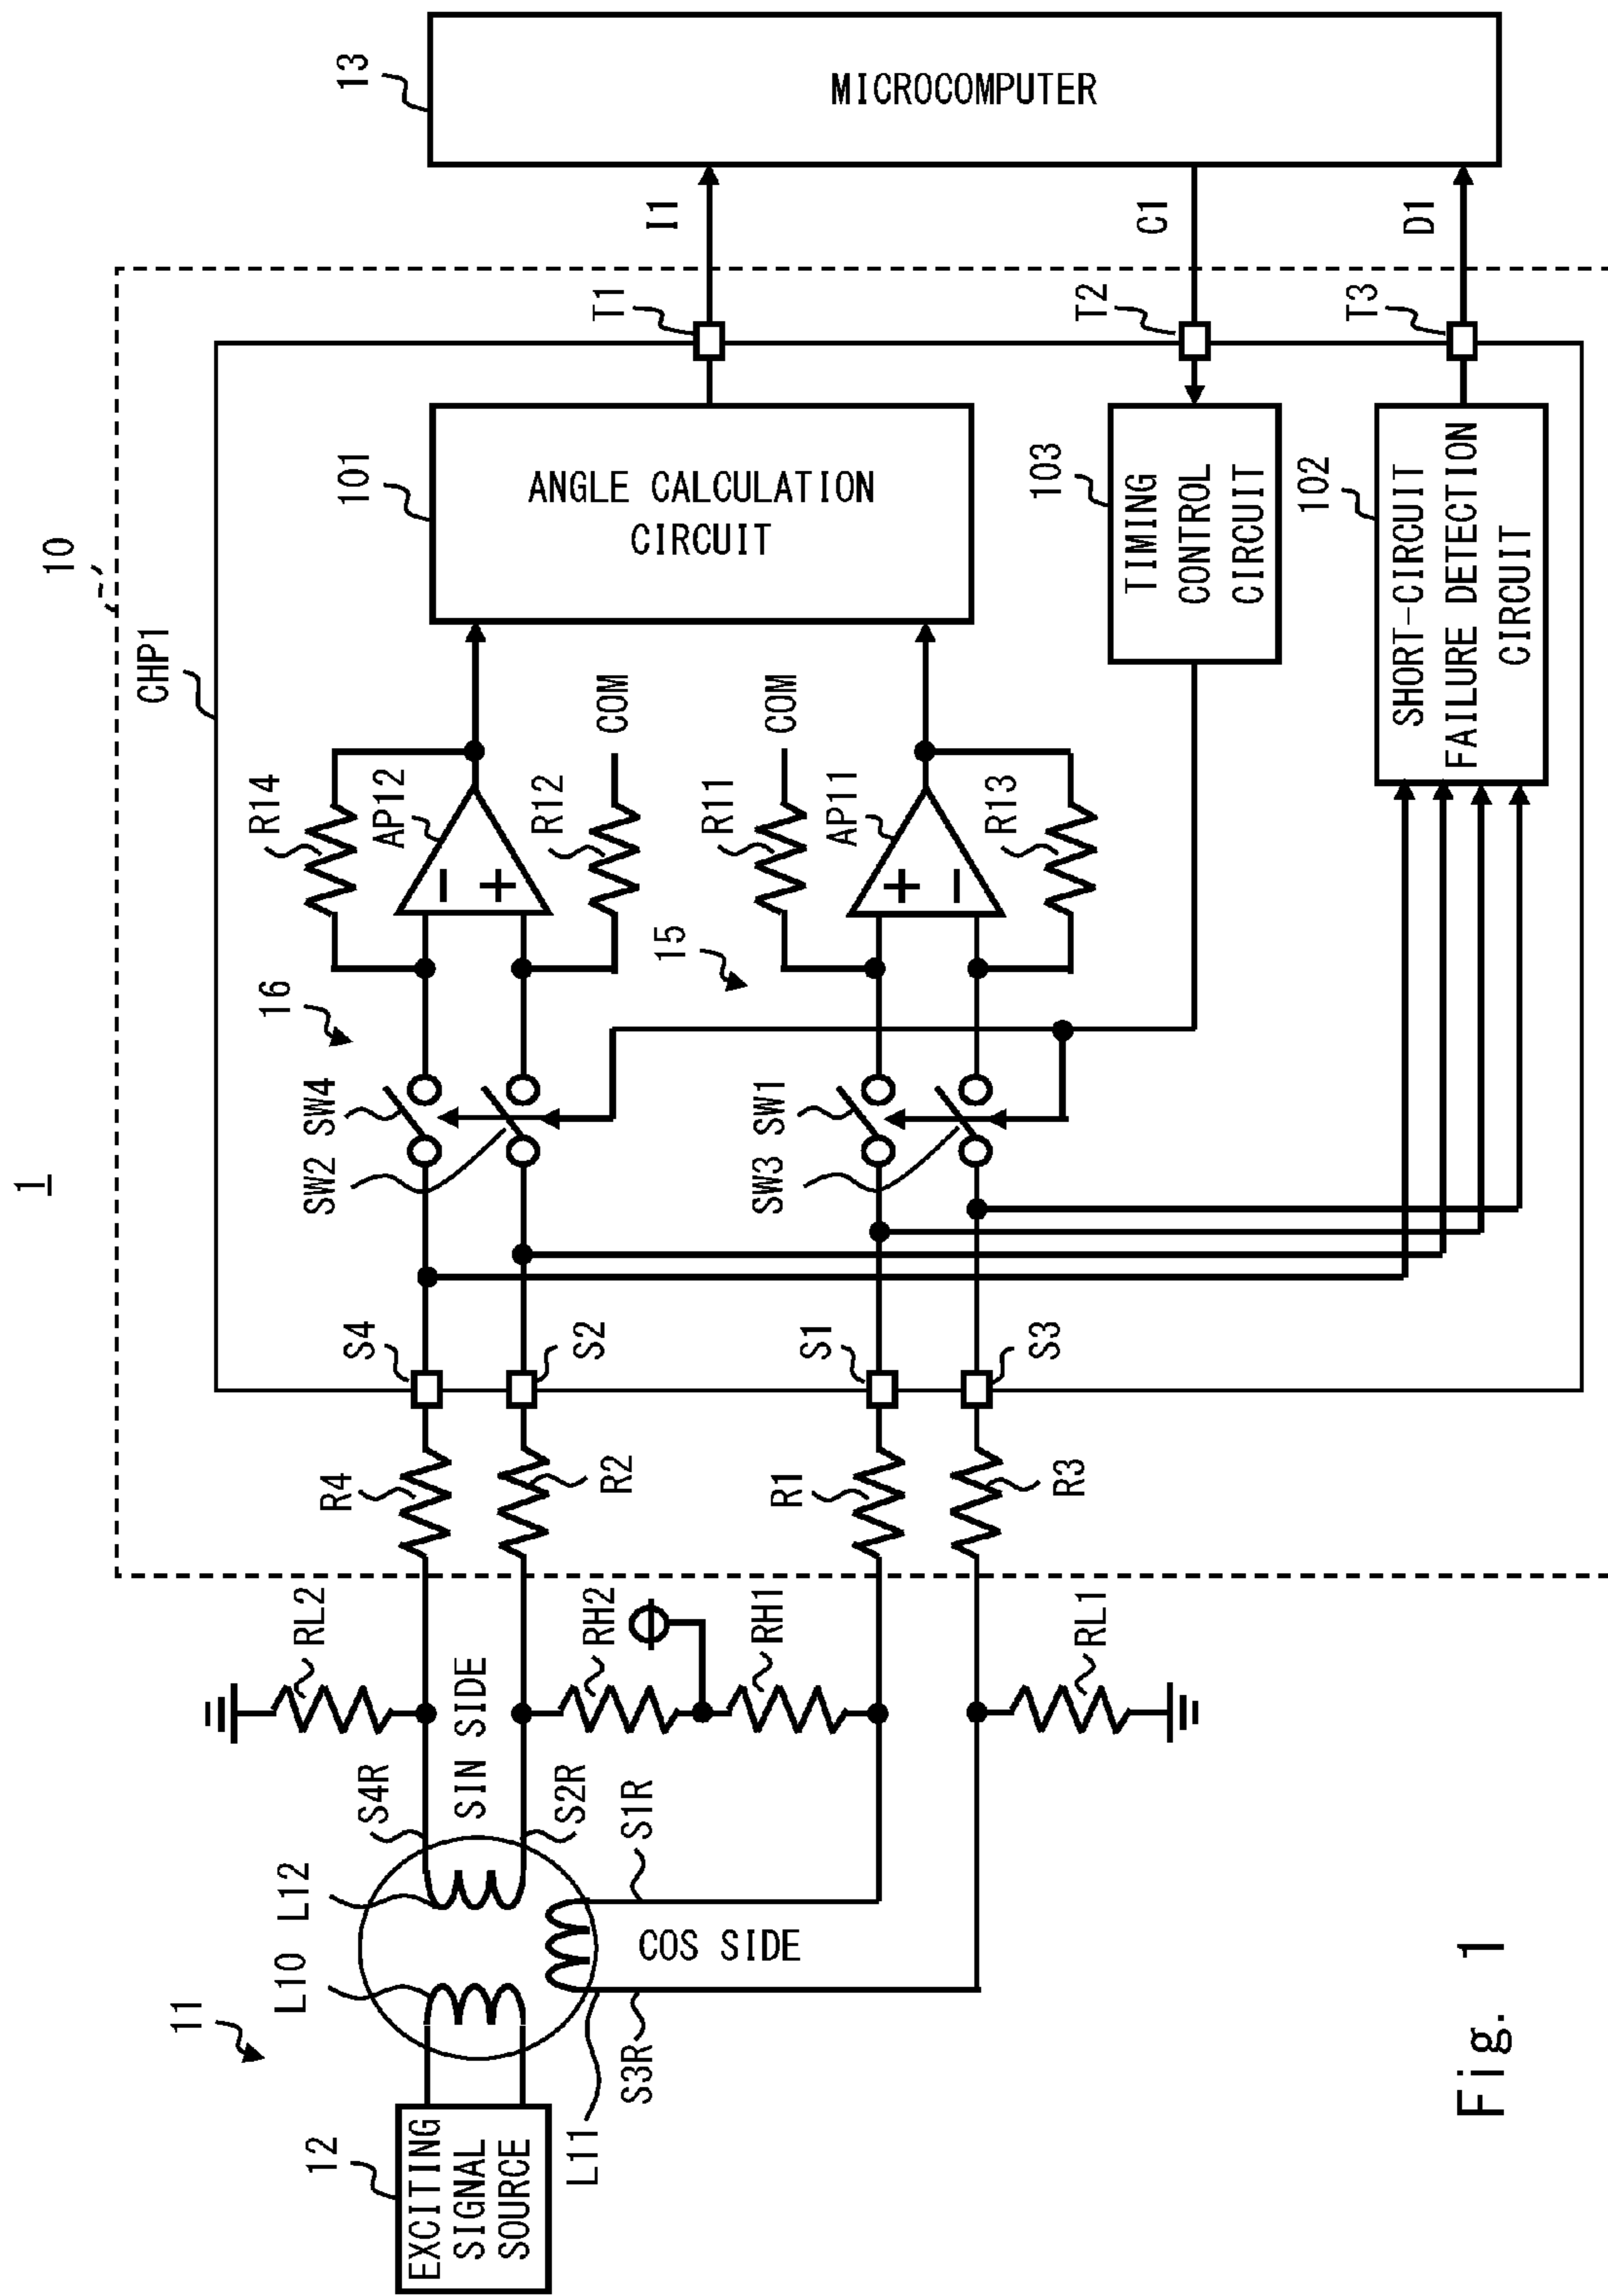 1
10
CHP1
13
MICROCOMPUTER
I1
C1
D1
T1
T2
T3
101
ANGLE CALCULATION
CIRCUIT
103
TIMING
CONTROL
CIRCUIT
102
SHORT-CIRCUIT
FAILURE DETECTION
CIRCUIT
R14
AP12
R12
COM
R11
COM
AP11
R13
−
+
+
−
16
15
SW4
SW2
SW1
SW3
S4
S2
S1
S3
R4
R2
R1
R3
RL2
RH2
RH1
RL1
SIN SIDE
S4R
S2R
S1R
COS SIDE
S3R
L12
L10
L11
11
12
EXCITING
SIGNAL
SOURCE
Fig. 1